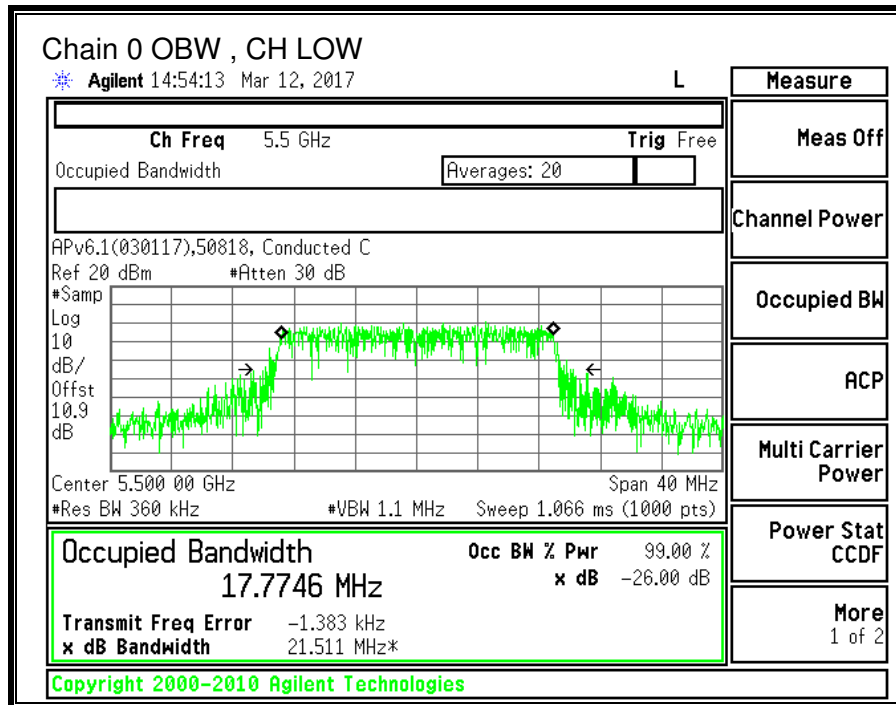 Chain 0 OBW , CH LOW
Agilent 14:54:13 Mar 12, 2017 L
Measure
Ch Freq 5.5 GHz Trig Free
Meas Off
Occupied Bandwidth Averages: 20
Channel Power
APv6.1(030117),50818, Conducted C
Ref 20 dBm #Atten 30 dB
#Samp
Log
10
dB/
Offst
10.9
dB
Occupied BW
ACP
Multi Carrier
Power
Center 5.500 00 GHz Span 40 MHz
#Res BW 360 kHz #VBW 1.1 MHz Sweep 1.066 ms (1000 pts)
Power Stat
CCDF
Occupied Bandwidth Occ BW % Pwr 99.00 %
17.7746 MHz x dB -26.00 dB
Transmit Freq Error -1.383 kHz
x dB Bandwidth 21.511 MHz*
More
1 of 2
Copyright 2000-2010 Agilent Technologies